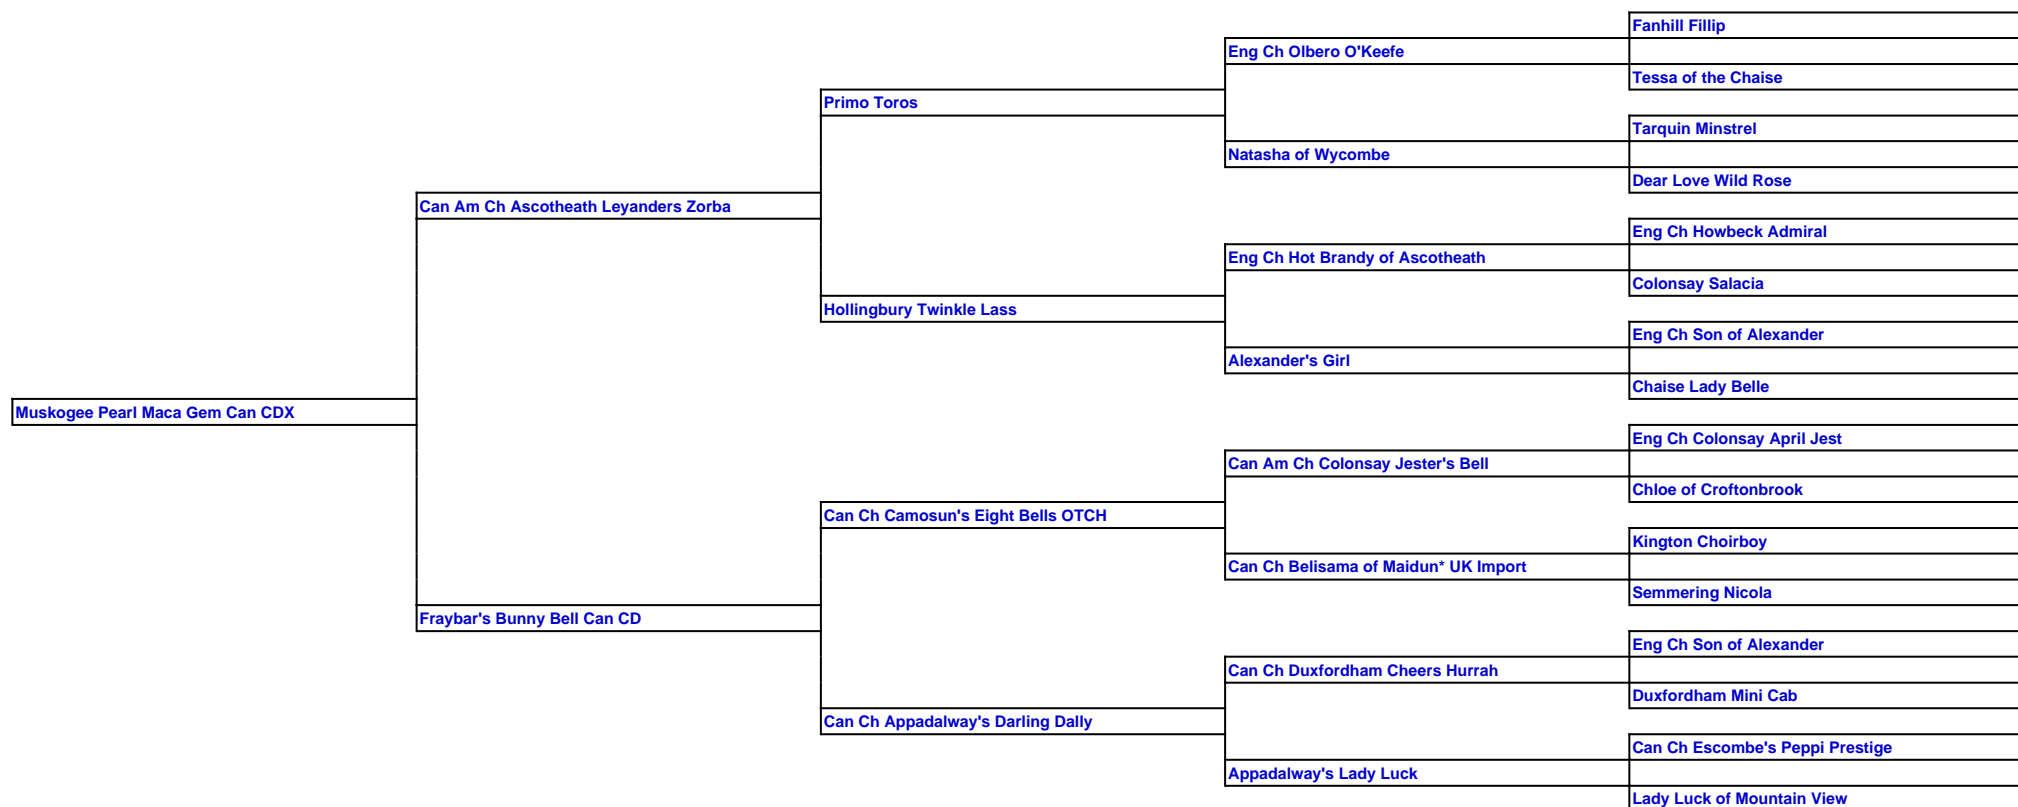 Fanhill Fillip
Eng Ch Olbero O'Keefe
Tessa of the Chaise
Primo Toros
Tarquin Minstrel
Natasha of Wycombe
Dear Love Wild Rose
Can Am Ch Ascotheath Leyanders Zorba
Eng Ch Howbeck Admiral
Eng Ch Hot Brandy of Ascotheath
Colonsay Salacia
Hollingbury Twinkle Lass
Eng Ch Son of Alexander
Alexander's Girl
Chaise Lady Belle
Muskogee Pearl Maca Gem Can CDX
Eng Ch Colonsay April Jest
Can Am Ch Colonsay Jester's Bell
Chloe of Croftonbrook
Can Ch Camosun's Eight Bells OTCH
Kington Choirboy
Can Ch Belisama of Maidun* UK Import
Semmering Nicola
Fraybar's Bunny Bell Can CD
Eng Ch Son of Alexander
Can Ch Duxfordham Cheers Hurrah
Duxfordham Mini Cab
Can Ch Appadalway's Darling Dally
Can Ch Escombe's Peppi Prestige
Appadalway's Lady Luck
Lady Luck of Mountain View